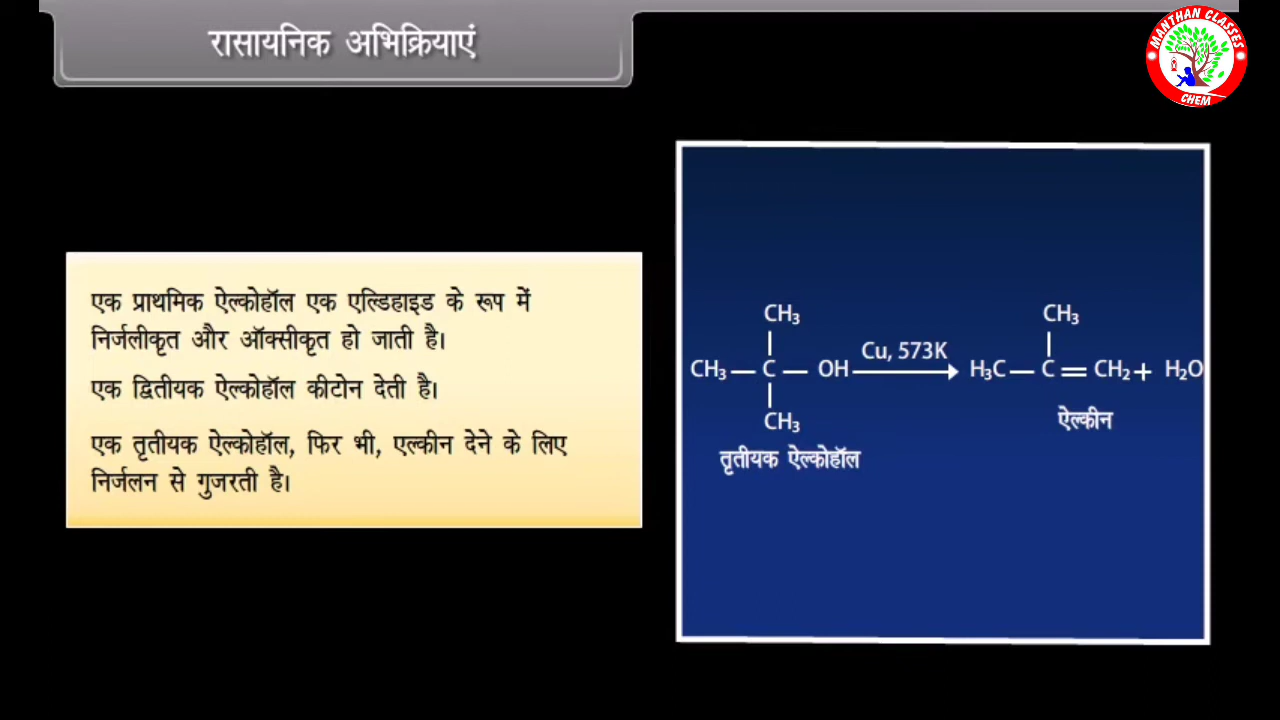 रासायनिक अभिक्रियाएं
MANTHAN CLASSES
CHEM
एक प्राथमिक ऐल्कोहॉल एक एल्डिहाइड के रूप में
निर्जलीकृत और ऑक्सीकृत हो जाती है।
एक द्वितीयक ऐल्कोहॉल कीटोन देती है।
एक तृतीयक ऐल्कोहॉल, फिर भी, एल्कीन देने के लिए
निर्जलन से गुजरती है।
CH₃ CH₃
Cu, 573K
CH₃ — C — OH ⟶ H₃C — C = CH₂ + H₂O
CH₃ ऐल्कीन
तृतीयक ऐल्कोहॉल